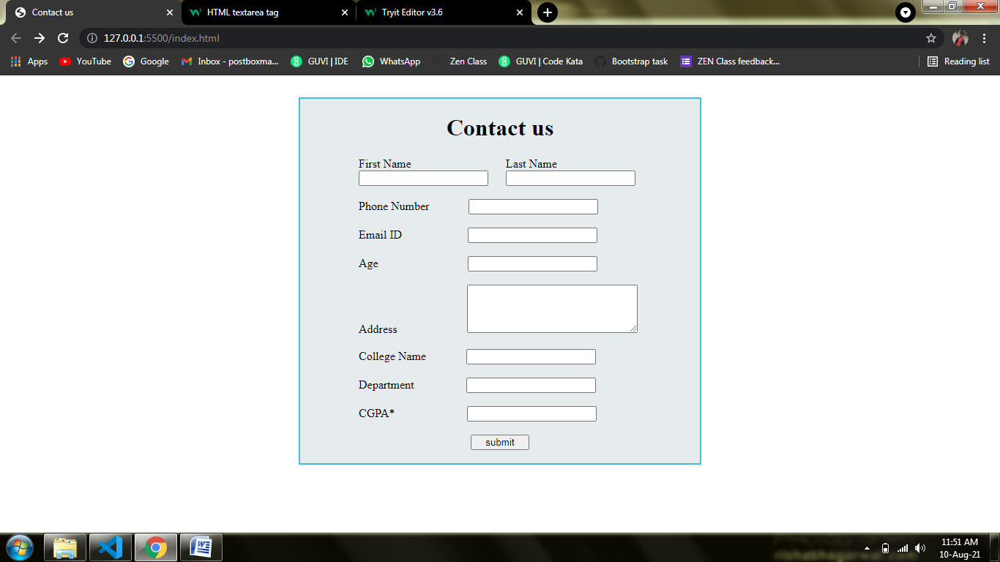 Contact us
HTML textarea tag
Tryit Editor v3.6
127.0.0.1:5500/index.html
Apps YouTube Google Inbox - postboxma... GUVI | IDE WhatsApp Zen Class GUVI | Code Kata Bootstrap task ZEN Class feedback... Reading list
Contact us
First Name Last Name
Phone Number
Email ID
Age
Address
College Name
Department
CGPA*
submit
11:51 AM
10-Aug-21